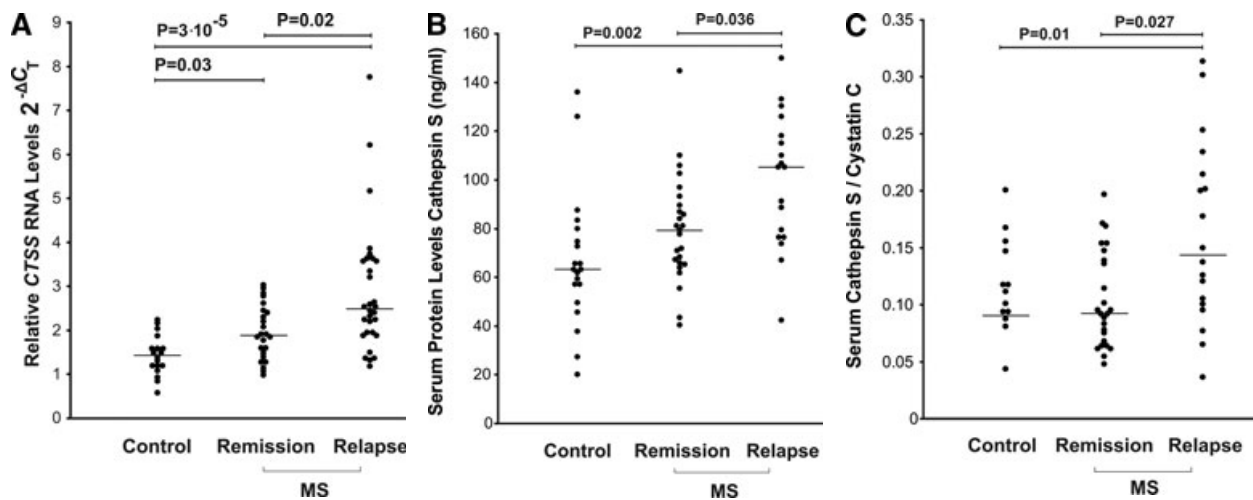 A
Relative CTSS RNA Levels 2^-ΔC_T
9
8
7
6
5
4
3
2
1
0
P=0.02
P=3·10^-5
P=0.03
Control Remission Relapse
MS
B
Serum Protein Levels Cathepsin S (ng/ml)
160
140
120
100
80
60
40
20
0
P=0.036
P=0.002
Control Remission Relapse
MS
C
Serum Cathepsin S / Cystatin C
0.35
0.30
0.25
0.20
0.15
0.10
0.05
0
P=0.027
P=0.01
Control Remission Relapse
MS